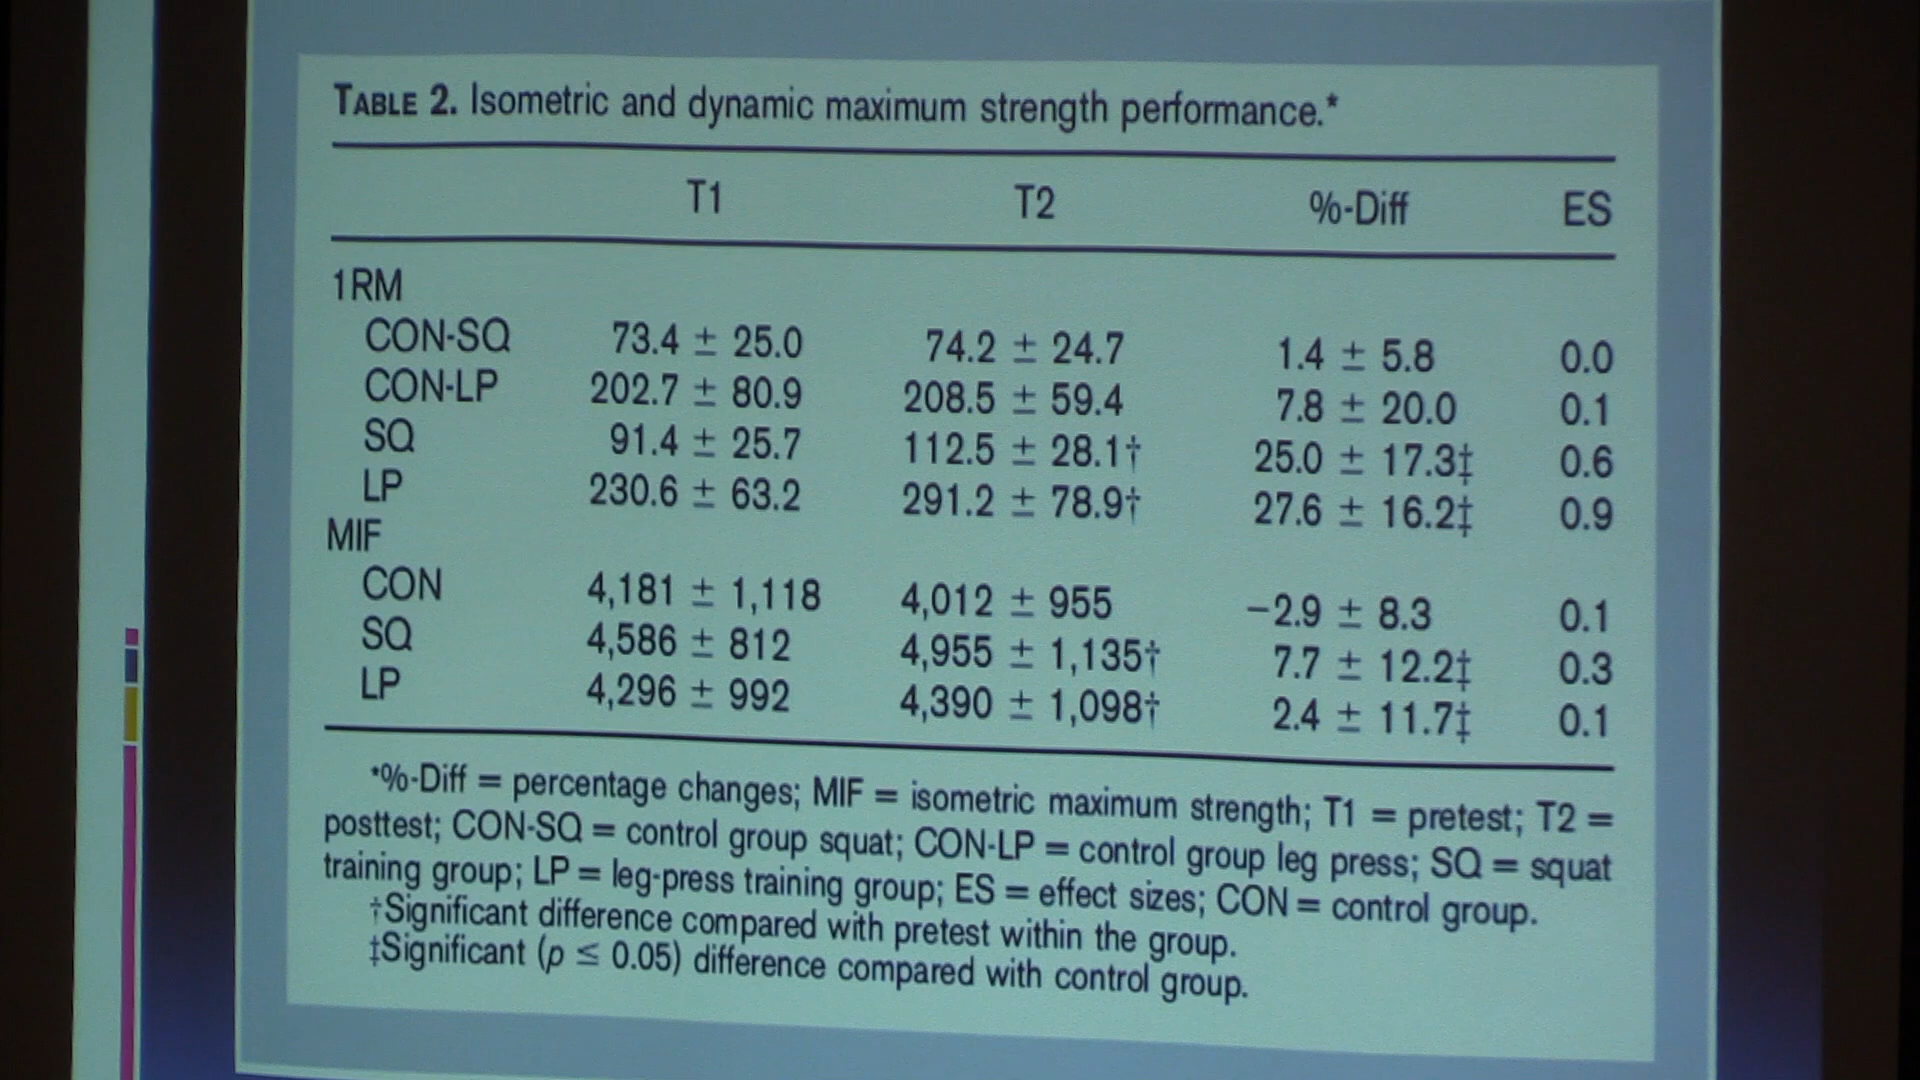 TABLE 2. Isometric and dynamic maximum strength performance.*
T1 T2 %-Diff ES
1RM
CON-SQ 73.4 ± 25.0 74.2 ± 24.7 1.4 ± 5.8 0.0
CON-LP 202.7 ± 80.9 208.5 ± 59.4 7.8 ± 20.0 0.1
SQ 91.4 ± 25.7 112.5 ± 28.1† 25.0 ± 17.3‡ 0.6
LP 230.6 ± 63.2 291.2 ± 78.9† 27.6 ± 16.2‡ 0.9
MIF
CON 4,181 ± 1,118 4,012 ± 955 −2.9 ± 8.3 0.1
SQ 4,586 ± 812 4,955 ± 1,135† 7.7 ± 12.2‡ 0.3
LP 4,296 ± 992 4,390 ± 1,098† 2.4 ± 11.7‡ 0.1
*%-Diff = percentage changes; MIF = isometric maximum strength; T1 = pretest; T2 =
posttest; CON-SQ = control group squat; CON-LP = control group leg press; SQ = squat
training group; LP = leg-press training group; ES = effect sizes; CON = control group.
†Significant difference compared with pretest within the group.
‡Significant (p ≤ 0.05) difference compared with control group.